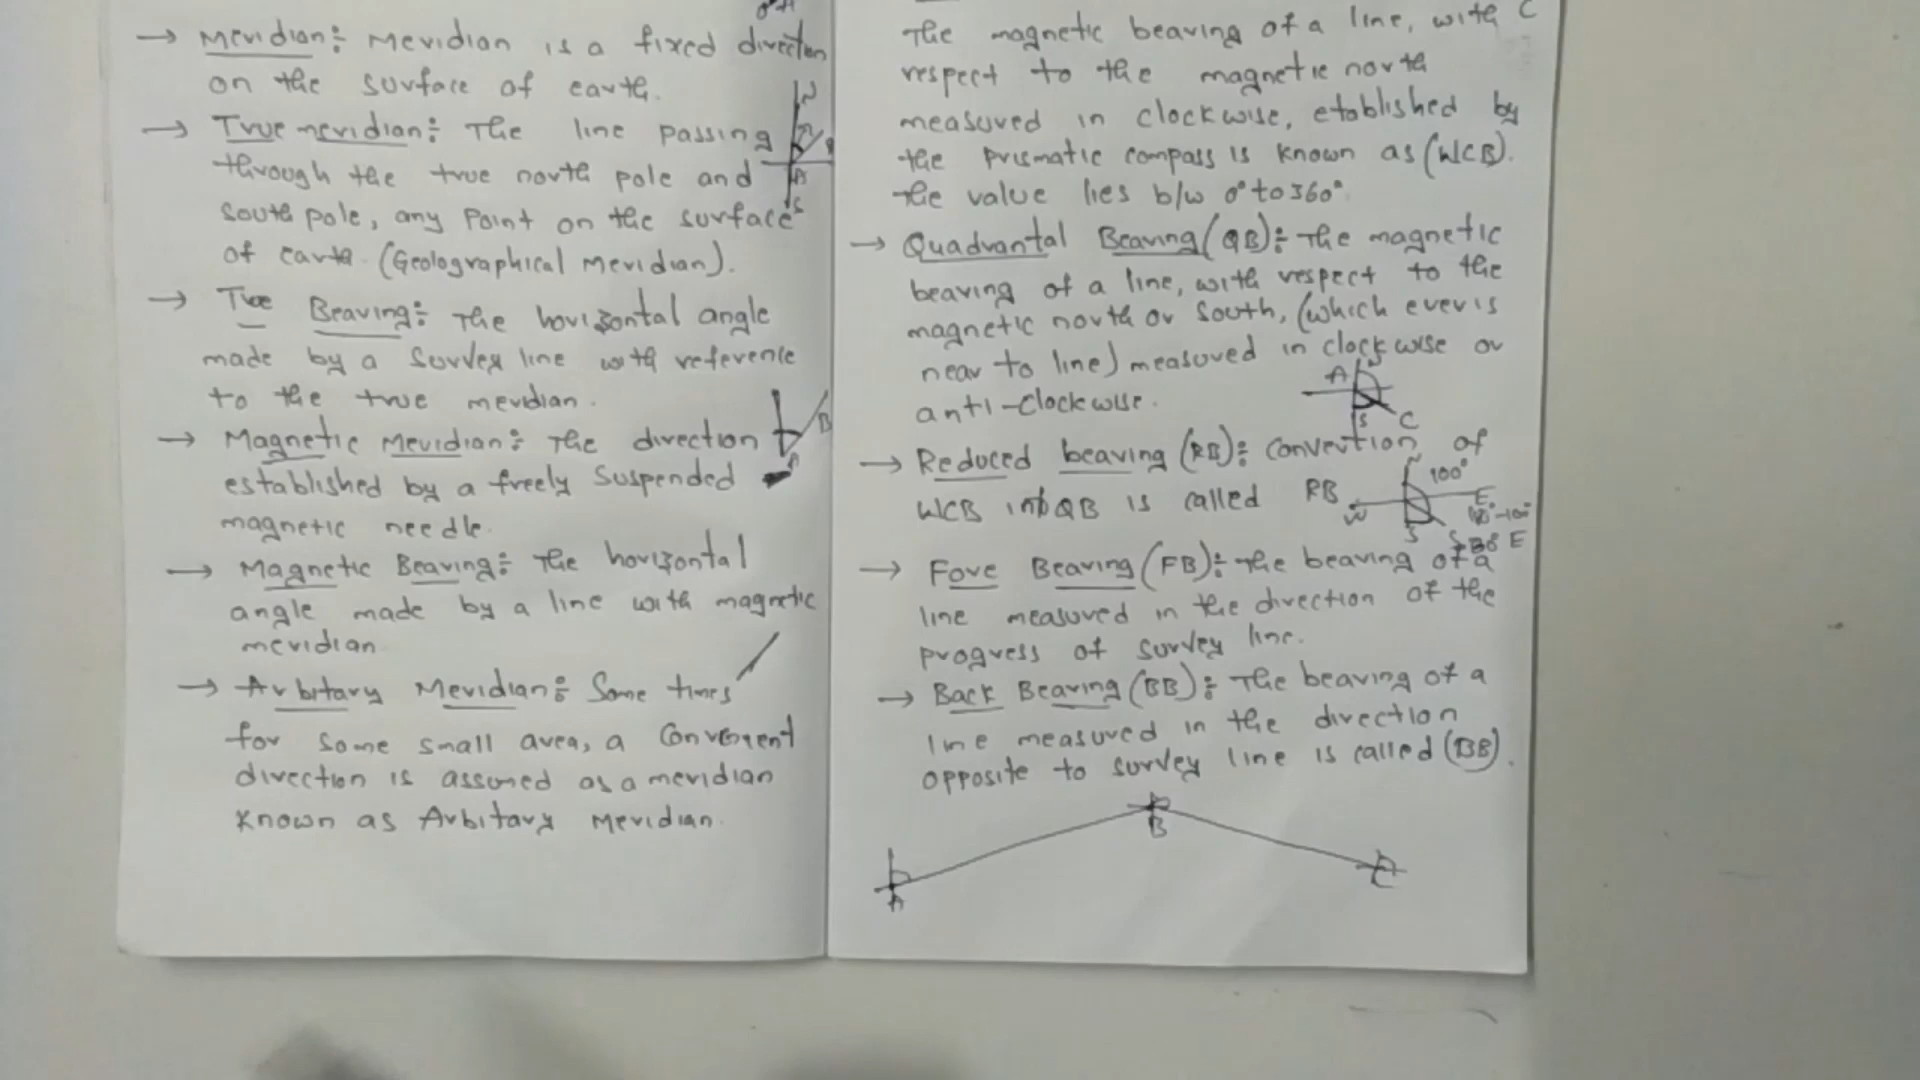 → Meridian: Meridian is a fixed direction
on the surface of earth.
→ True meridian: The line passing
through the true north pole and
South pole, any Point on the surface
of earth. (Geolographical Meridian).
→ True Bearing: The horizontal angle
made by a Survey line with reference
to the true meridian.
→ Magnetic Meridian: The direction
established by a freely Suspended
magnetic needle.
→ Magnetic Bearing: The horizontal
angle made by a line with magnetic
meridian
→ Arbitary Meridian: Some times
for some small area, a Convenient
direction is assumed as a meridian
Known as Arbitary Meridian.
N
B
A
S
B
A
The magnetic bearing of a line, with
respect to the magnetic north
measured in clockwise, etablished by
the Prismatic compass is known as (WCB).
the value lies b/w 0° to 360°.
→ Quadrantal Bearing (QB): The magnetic
bearing of a line, with respect to the
magnetic north or South, (which ever is
near to line) measured in clockwise or
anti-clockwise.
A
N
S
C
→ Reduced bearing (RB): Convertion of
WCB into QB is called RB
N
100°
W
E
S
→ Fore Bearing (FB): The bearing of a
line measured in the direction of the
progress of survey line.
→ Back Bearing (BB): The bearing of a
line measured in the direction
opposite to survey line is called (BB).
A
B
C